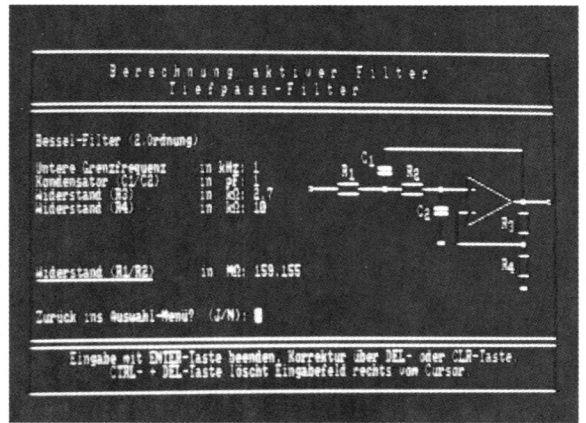 Berechnung aktiver Filter
Tiefpass-Filter
Bessel-Filter (2.Ordnung)
Untere Grenzfrequenz in kHz: 1
Kondensator (C1/C2) in pF: 1
Widerstand (R3) in kΩ: 2,7
Widerstand (R4) in kΩ: 10
Widerstand (R1/R2) in MΩ: 159.155
Zurück ins Auswahl-Menü? (J/N):
C1
R1 R2
C2
R3
R4
Eingabe mit ENTER-Taste beenden. Korrektur über DEL- oder CLR-Taste.
CTRL- + DEL-Taste löscht Eingabefeld rechts vom Cursor.